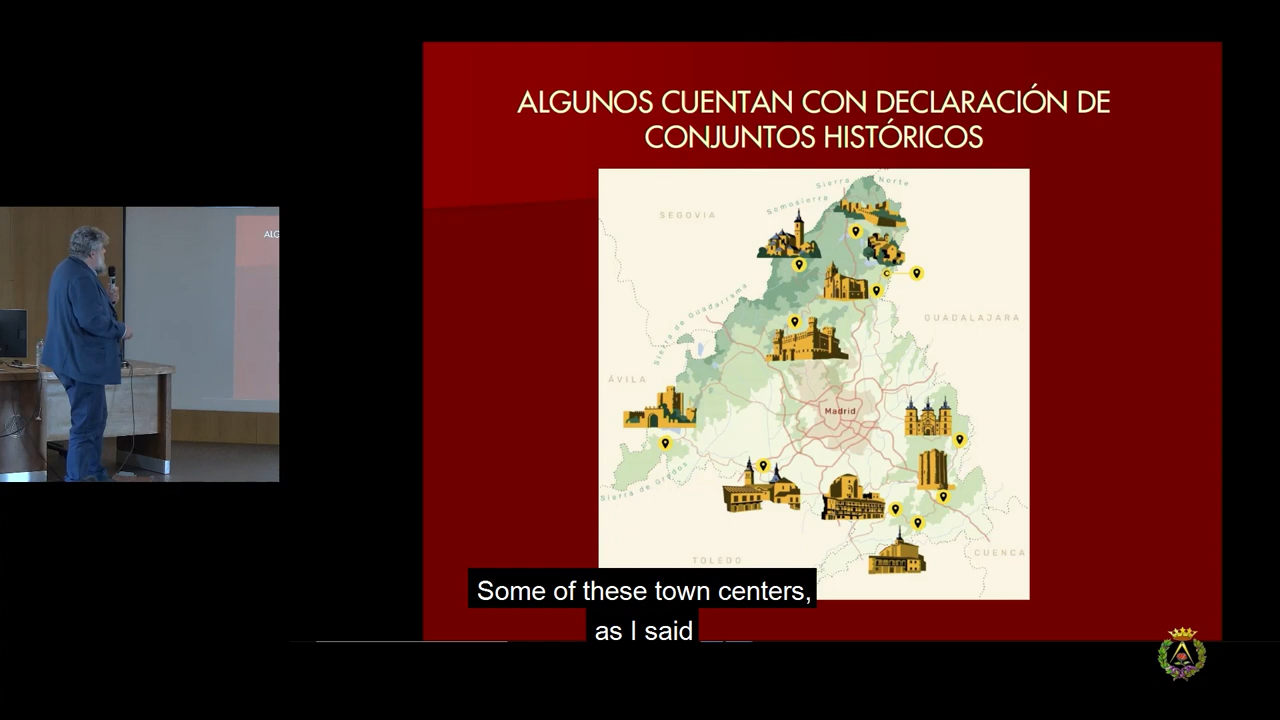 ALGUNOS CUENTAN CON DECLARACIÓN DE
CONJUNTOS HISTÓRICOS
Sierra Norte
Somosierra
SEGOVIA
Sierra de Guadarrama
GUADALAJARA
ÁVILA
Madrid
Sierra de Gredos
TOLEDO
CUENCA
ALG
Some of these town centers,
as I said